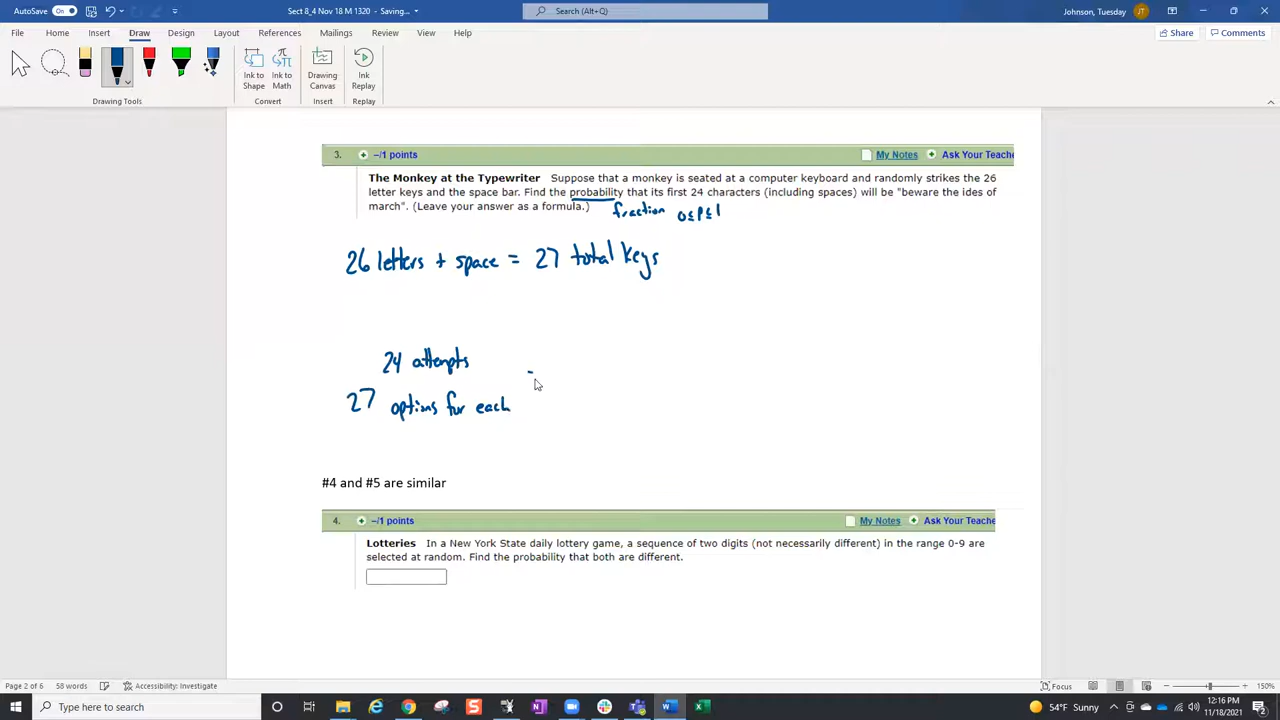 AutoSave On Sect 8_4 Nov 18 M 1320 - Saving... Search (Alt+Q) Johnson, Tuesday JT
File Home Insert Draw Design Layout References Mailings Review View Help Share Comments
Ink to Shape Ink to Math Drawing Canvas Ink Replay
Drawing Tools Convert Insert Replay
3. –/1 points My Notes Ask Your Teache
The Monkey at the Typewriter Suppose that a monkey is seated at a computer keyboard and randomly strikes the 26
letter keys and the space bar. Find the probability that its first 24 characters (including spaces) will be "beware the ides of
march". (Leave your answer as a formula.) fraction 0≤P≤1
26 letters + space = 27 total keys
24 attempts
27 options for each
#4 and #5 are similar
4. –/1 points My Notes Ask Your Teache
Lotteries In a New York State daily lottery game, a sequence of two digits (not necessarily different) in the range 0-9 are
selected at random. Find the probability that both are different.
Page 2 of 6 58 words Accessibility: Investigate Focus 150%
Type here to search 54°F Sunny 12:16 PM
11/18/2021